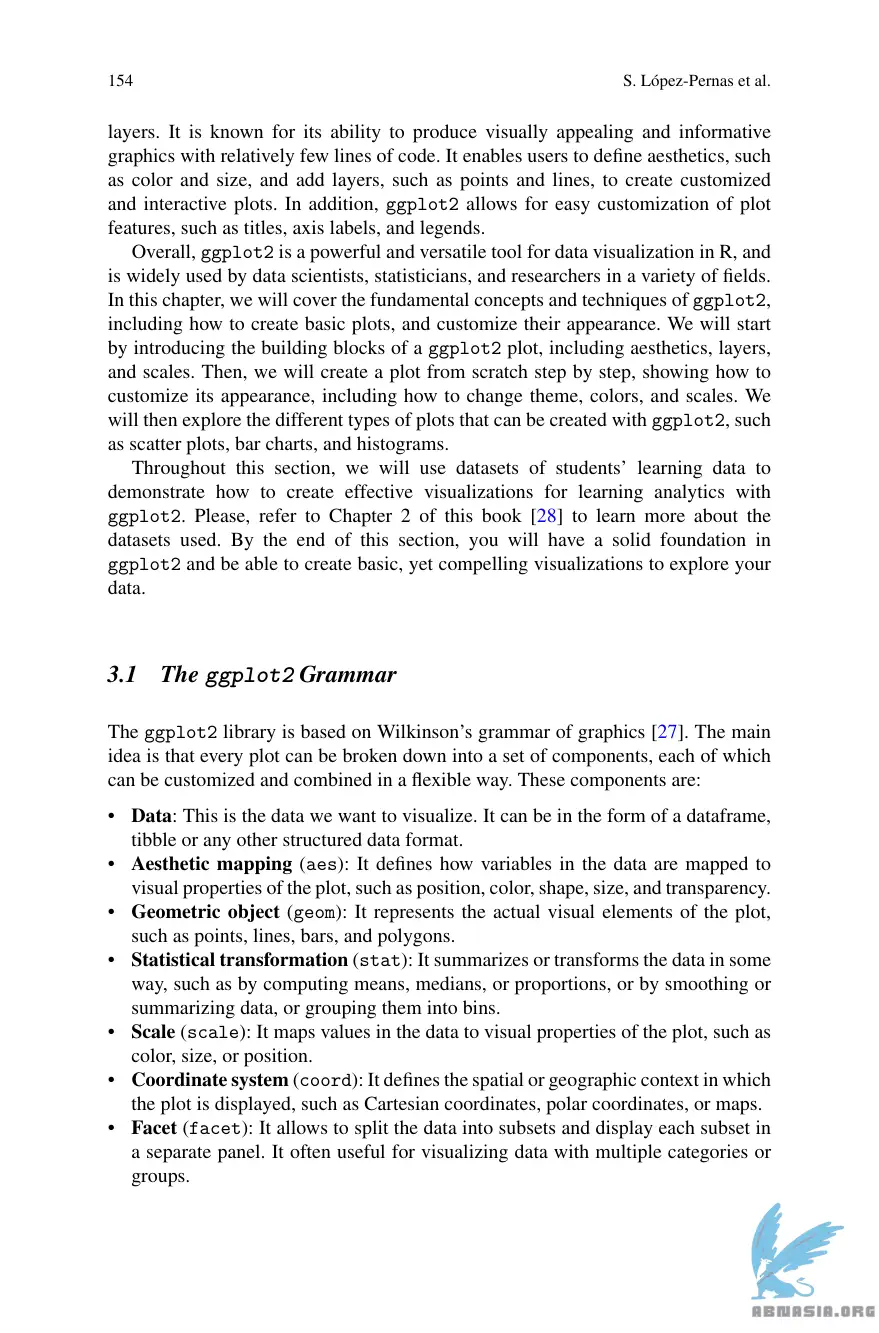 154
S. López-Pernas et al.
layers. It is known for its ability to produce visually appealing and informative
graphics with relatively few lines of code. It enables users to define aesthetics, such
as color and size, and add layers, such as points and lines, to create customized
and interactive plots. In addition, ggplot2 allows for easy customization of plot
features, such as titles, axis labels, and legends.
Overall, ggplot2 is a powerful and versatile tool for data visualization in R, and
is widely used by data scientists, statisticians, and researchers in a variety of fields.
In this chapter, we will cover the fundamental concepts and techniques of ggplot2,
including how to create basic plots, and customize their appearance. We will start
by introducing the building blocks of a ggplot2 plot, including aesthetics, layers,
and scales. Then, we will create a plot from scratch step by step, showing how to
customize its appearance, including how to change theme, colors, and scales. We
will then explore the different types of plots that can be created with ggplot2, such
as scatter plots, bar charts, and histograms.
Throughout this section, we will use datasets of students' learning data to
demonstrate how to create effective visualizations for learning analytics with
ggplot2. Please, refer to Chapter 2 of this book [28] to learn more about the
datasets used. By the end of this section, you will have a solid foundation in
ggplot2 and be able to create basic, yet compelling visualizations to explore your
data.
3.1 The ggplot2 Grammar
The ggplot2 library is based on Wilkinson's grammar of graphics [27]. The main
idea is that every plot can be broken down into a set of components, each of which
can be customized and combined in a flexible way. These components are:
• Data: This is the data we want to visualize. It can be in the form of a dataframe,
tibble or any other structured data format.
• Aesthetic mapping (aes): It defines how variables in the data are mapped to
visual properties of the plot, such as position, color, shape, size, and transparency.
• Geometric object (geom): It represents the actual visual elements of the plot,
such as points, lines, bars, and polygons.
• Statistical transformation (stat): It summarizes or transforms the data in some
way, such as by computing means, medians, or proportions, or by smoothing or
summarizing data, or grouping them into bins.
• Scale (scale): It maps values in the data to visual properties of the plot, such as
color, size, or position.
• Coordinate system (coord): It defines the spatial or geographic context in which
the plot is displayed, such as Cartesian coordinates, polar coordinates, or maps.
• Facet (facet): It allows to split the data into subsets and display each subset in
a separate panel. It often useful for visualizing data with multiple categories or
groups.
ABNASIA.ORG